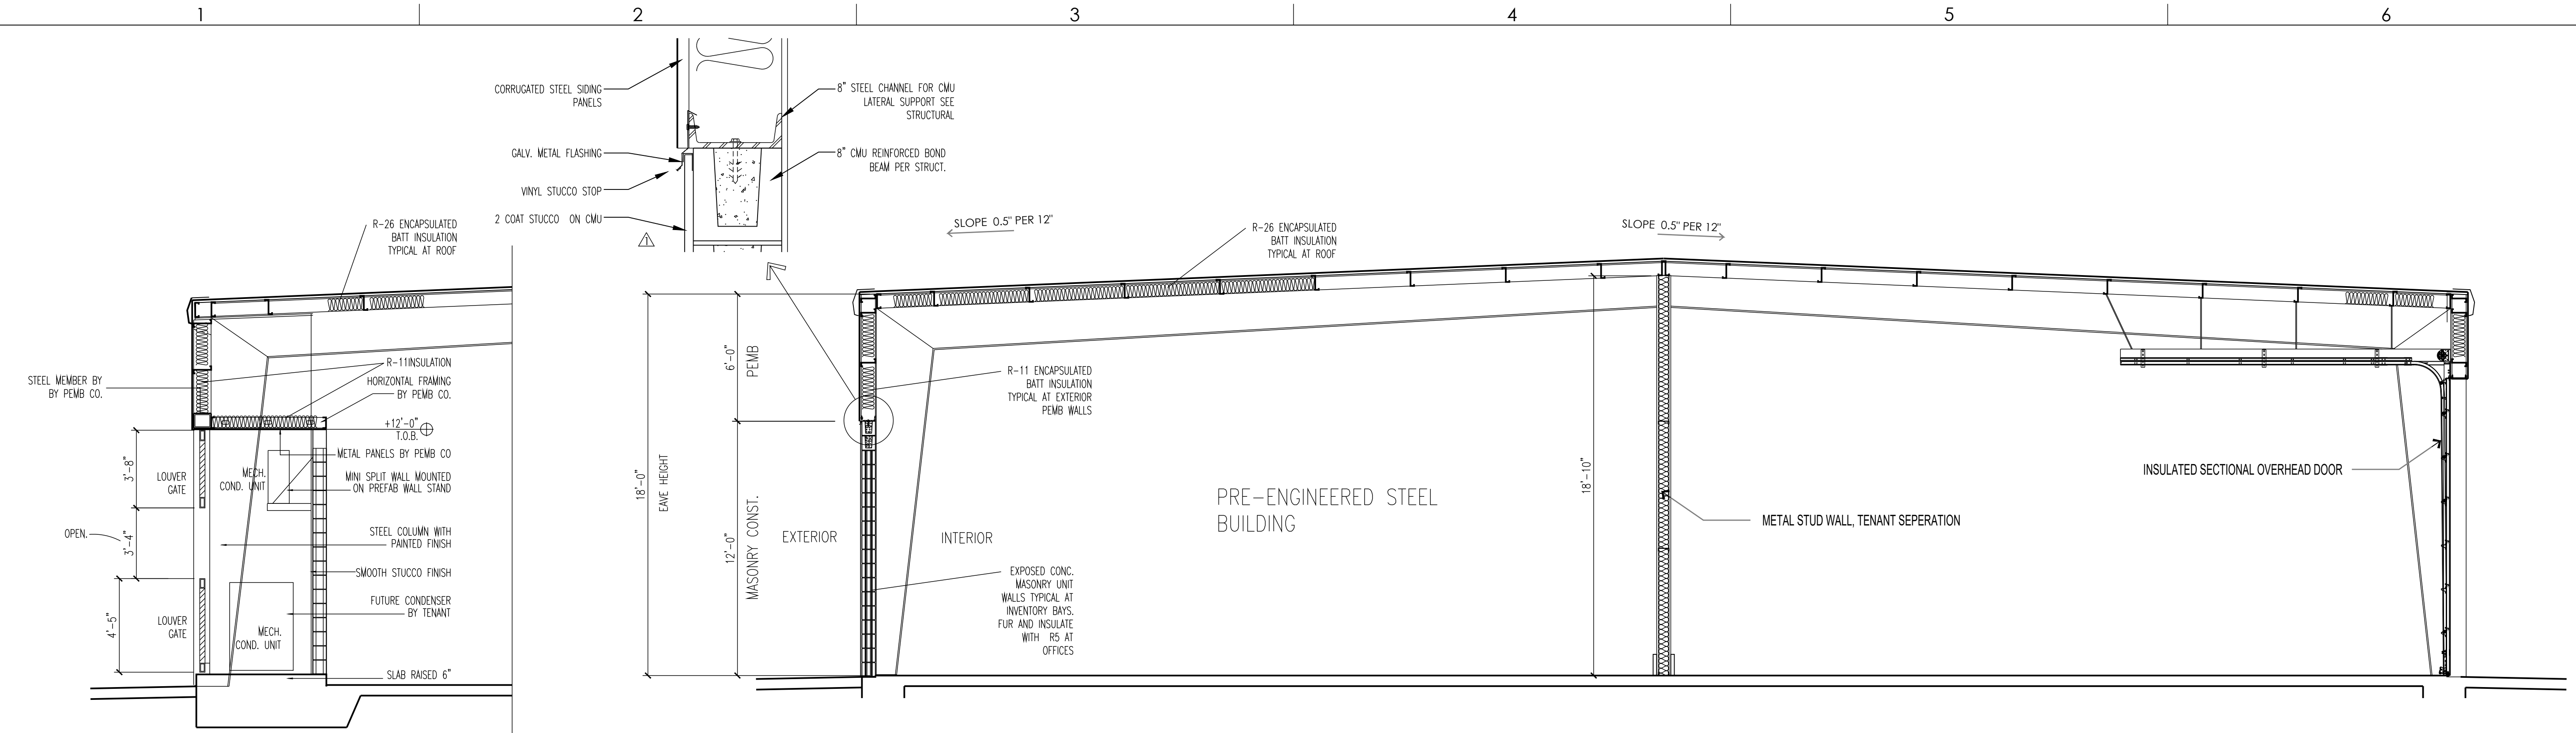 1
2
3
4
5
6
CORRUGATED STEEL SIDING
PANELS
GALV. METAL FLASHING
VINYL STUCCO STOP
2 COAT STUCCO ON CMU
1
8" STEEL CHANNEL FOR CMU
LATERAL SUPPORT SEE
STRUCTURAL
8" CMU REINFORCED BOND
BEAM PER STRUCT.
R-26 ENCAPSULATED
BATT INSULATION
TYPICAL AT ROOF
R-11INSULATION
HORIZONTAL FRAMING
BY PEMB CO.
STEEL MEMBER BY
BY PEMB CO.
+12'-0"
T.O.B.
METAL PANELS BY PEMB CO
MECH.
COND. UNIT
MINI SPLIT WALL MOUNTED
ON PREFAB WALL STAND
3'-8"
LOUVER
GATE
OPEN.
3'-4"
STEEL COLUMN WITH
PAINTED FINISH
SMOOTH STUCCO FINISH
FUTURE CONDENSER
BY TENANT
4'-5"
LOUVER
GATE
MECH.
COND. UNIT
SLAB RAISED 6"
SLOPE 0.5" PER 12"
R-26 ENCAPSULATED
BATT INSULATION
TYPICAL AT ROOF
SLOPE 0.5" PER 12"
18'-0"
EAVE HEIGHT
6'-0"
PEMB
12'-0"
MASONRY CONST.
R-11 ENCAPSULATED
BATT INSULATION
TYPICAL AT EXTERIOR
PEMB WALLS
EXTERIOR
INTERIOR
EXPOSED CONC.
MASONRY UNIT
WALLS TYPICAL AT
INVENTORY BAYS.
FUR AND INSULATE
WITH R5 AT
OFFICES
PRE-ENGINEERED STEEL
BUILDING
18'-10"
METAL STUD WALL, TENANT SEPERATION
INSULATED SECTIONAL OVERHEAD DOOR